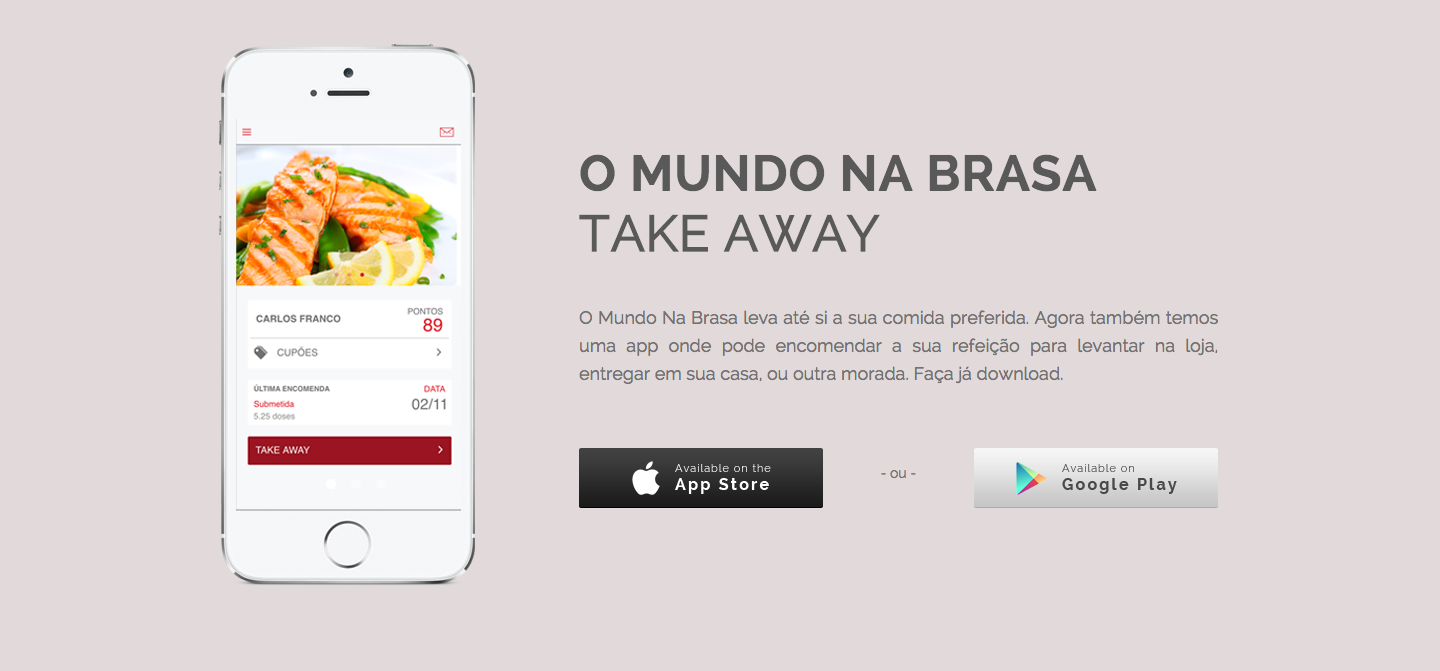 CARLOS FRANCO
PONTOS
89
CUPÕES
ÚLTIMA ENCOMENDA
DATA
Submetida
02/11
5.25 doses
TAKE AWAY
O MUNDO NA BRASA
TAKE AWAY
O Mundo Na Brasa leva até si a sua comida preferida. Agora também temos
uma app onde pode encomendar a sua refeição para levantar na loja,
entregar em sua casa, ou outra morada. Faça já download.
Available on the
App Store
- ou -
Available on
Google Play